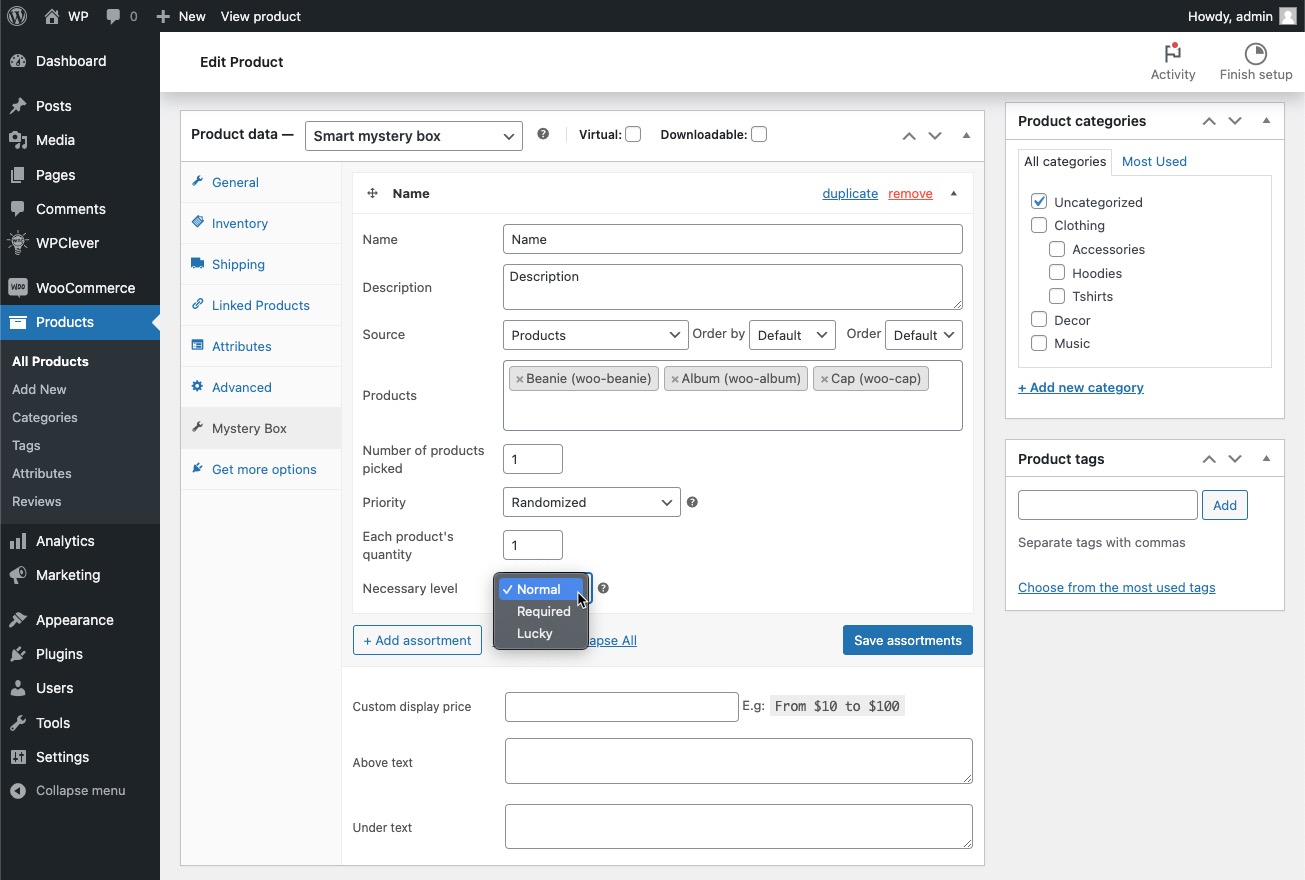 WP
0
New
View product
Howdy, admin
Dashboard
Posts
Media
Pages
Comments
WPClever
WooCommerce
Products
All Products
Add New
Categories
Tags
Attributes
Reviews
Analytics
Marketing
Appearance
Plugins
Users
Tools
Settings
Collapse menu
Edit Product
Activity
Finish setup
Product data —
Smart mystery box
Virtual:
Downloadable:
General
Inventory
Shipping
Linked Products
Attributes
Advanced
Mystery Box
Get more options
Name
duplicate
remove
Name
Name
Description
Description
Source
Products
Order by
Default
Order
Default
Products
×Beanie (woo-beanie)
×Album (woo-album)
×Cap (woo-cap)
Number of products
picked
1
Priority
Randomized
Each product's
quantity
1
Necessary level
✓ Normal
Required
Lucky
+ Add assortment
apse All
Save assortments
Custom display price
E.g:
From $10 to $100
Above text
Under text
Product categories
All categories
Most Used
Uncategorized
Clothing
Accessories
Hoodies
Tshirts
Decor
Music
+ Add new category
Product tags
Add
Separate tags with commas
Choose from the most used tags